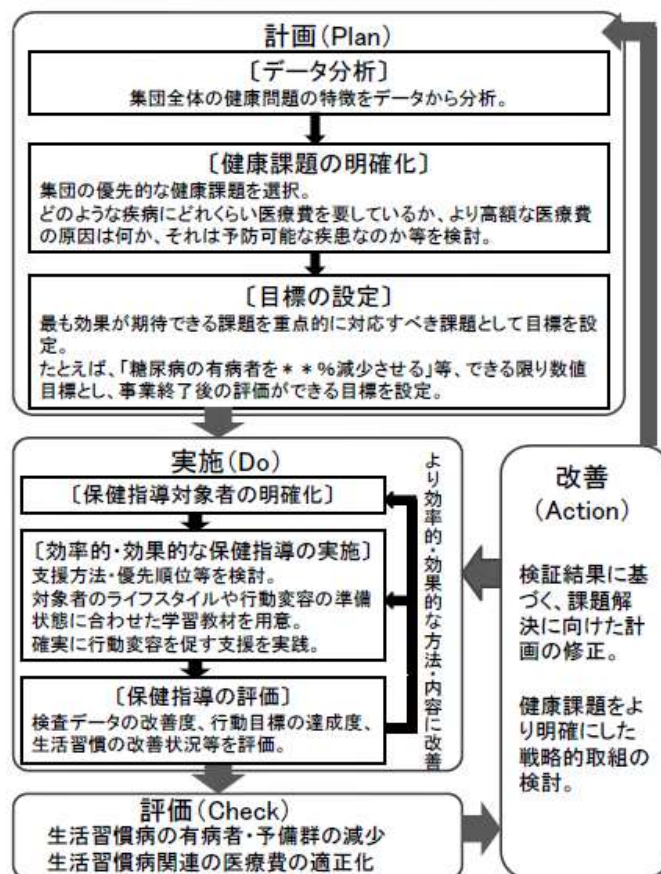 計画(Plan)
〔データ分析〕
集団全体の健康問題の特徴をデータから分析。
〔健康課題の明確化〕
集団の優先的な健康課題を選択。
どのような疾病にどれくらい医療費を要しているか、より高額な医療費
の原因は何か、それは予防可能な疾患なのか等を検討。
〔目標の設定〕
最も効果が期待できる課題を重点的に対応すべき課題として目標を設
定。
たとえば、「糖尿病の有病者を**%減少させる」等、できる限り数値
目標とし、事業終了後の評価ができる目標を設定。
実施(Do)
〔保健指導対象者の明確化〕
〔効率的・効果的な保健指導の実施〕
支援方法・優先順位等を検討。
対象者のライフスタイルや行動変容の準備
状態に合わせた学習教材を用意。
確実に行動変容を促す支援を実践。
〔保健指導の評価〕
検査データの改善度、行動目標の達成度、
生活習慣の改善状況等を評価。
より効率的・効果的な方法・内容に改善
評価(Check)
生活習慣病の有病者・予備群の減少
生活習慣病関連の医療費の適正化
改善
(Action)
検証結果に基
づく、課題解
決に向けた計
画の修正。
健康課題をよ
り明確にした
戦略的取組の
検討。